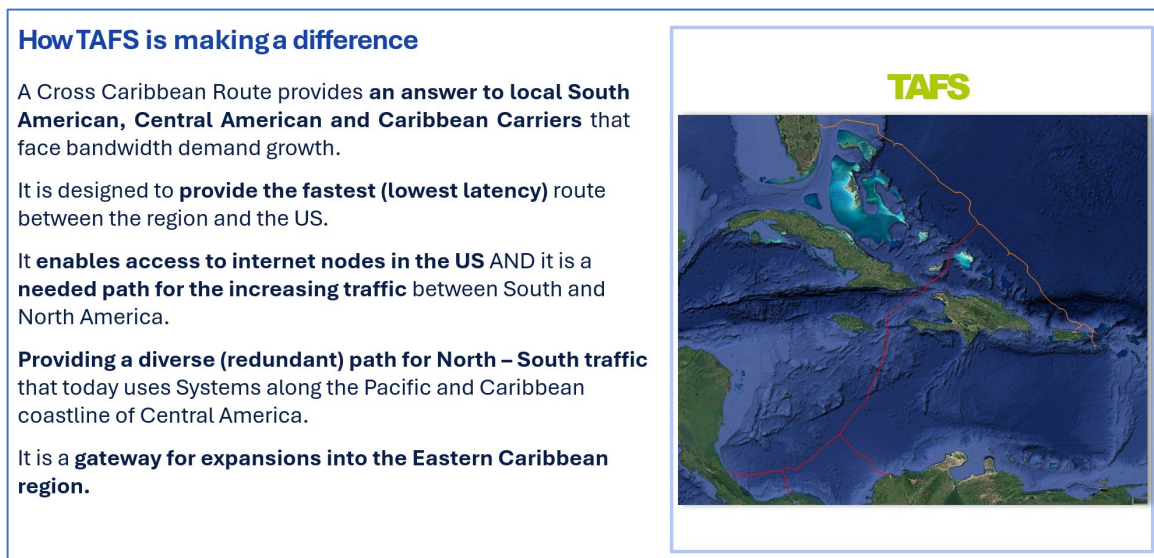 How TAFS is making a difference
A Cross Caribbean Route provides an answer to local South
American, Central American and Caribbean Carriers that
face bandwidth demand growth.
It is designed to provide the fastest (lowest latency) route
between the region and the US.
It enables access to internet nodes in the US AND it is a
needed path for the increasing traffic between South and
North America.
Providing a diverse (redundant) path for North – South traffic
that today uses Systems along the Pacific and Caribbean
coastline of Central America.
It is a gateway for expansions into the Eastern Caribbean
region.
TAFS